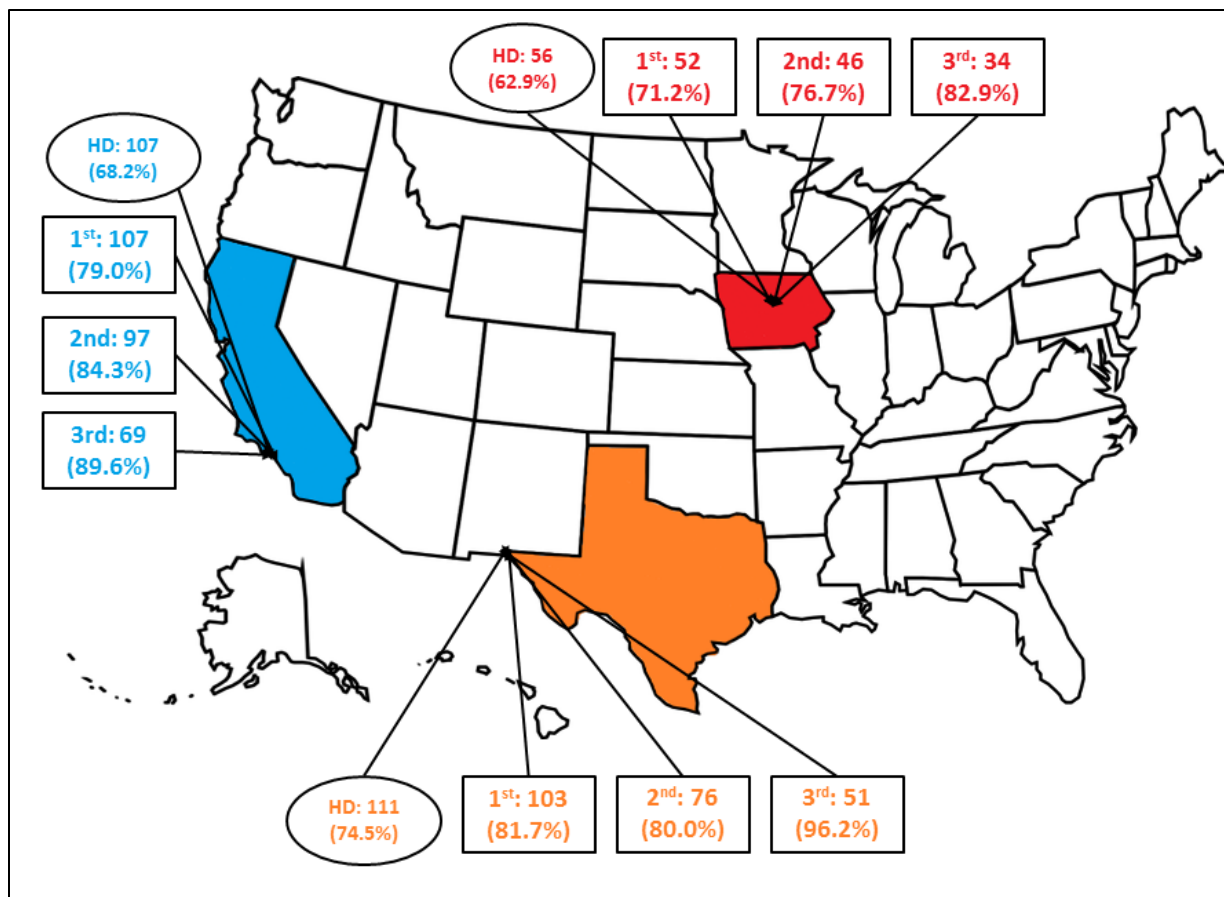 HD: 56
(62.9%)
1st: 52
(71.2%)
2nd: 46
(76.7%)
3rd: 34
(82.9%)
HD: 107
(68.2%)
1st: 107
(79.0%)
2nd: 97
(84.3%)
3rd: 69
(89.6%)
HD: 111
(74.5%)
1st: 103
(81.7%)
2nd: 76
(80.0%)
3rd: 51
(96.2%)